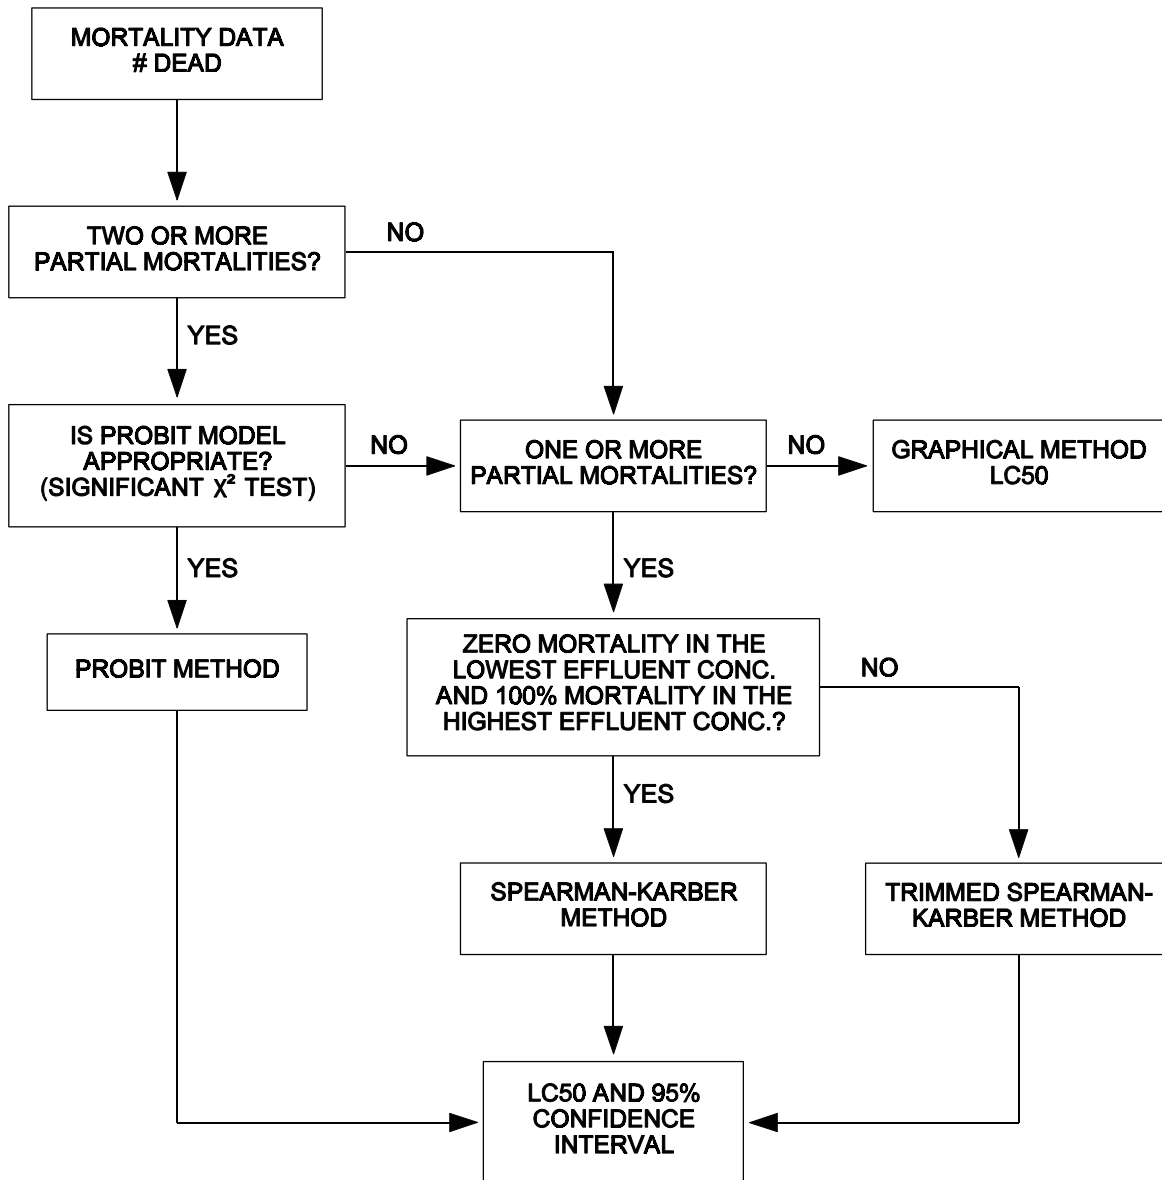 MORTALITY DATA
# DEAD
TWO OR MORE
PARTIAL MORTALITIES?
NO
YES
IS PROBIT MODEL
APPROPRIATE?
(SIGNIFICANT χ² TEST)
NO
ONE OR MORE
PARTIAL MORTALITIES?
NO
GRAPHICAL METHOD
LC50
YES
YES
PROBIT METHOD
ZERO MORTALITY IN THE
LOWEST EFFLUENT CONC.
AND 100% MORTALITY IN THE
HIGHEST EFFLUENT CONC.?
NO
YES
SPEARMAN-KARBER
METHOD
TRIMMED SPEARMAN-
KARBER METHOD
LC50 AND 95%
CONFIDENCE
INTERVAL